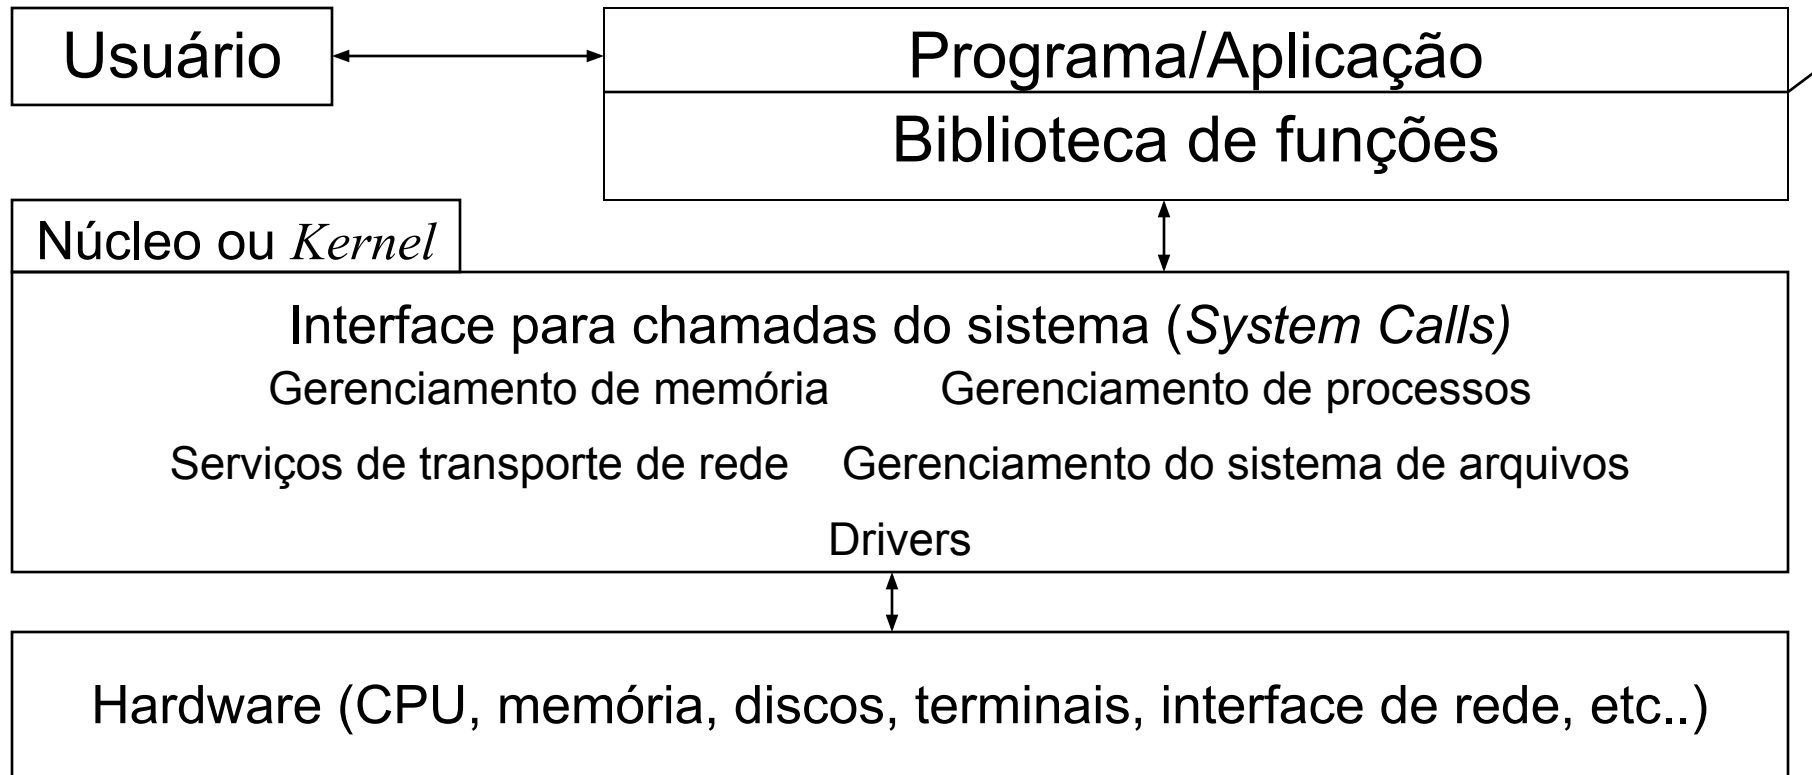 Usuário
Programa/Aplicação
Biblioteca de funções
Núcleo ou Kernel
Interface para chamadas do sistema (System Calls)
Gerenciamento de memória Gerenciamento de processos
Serviços de transporte de rede Gerenciamento do sistema de arquivos
Drivers
Hardware (CPU, memória, discos, terminais, interface de rede, etc..)